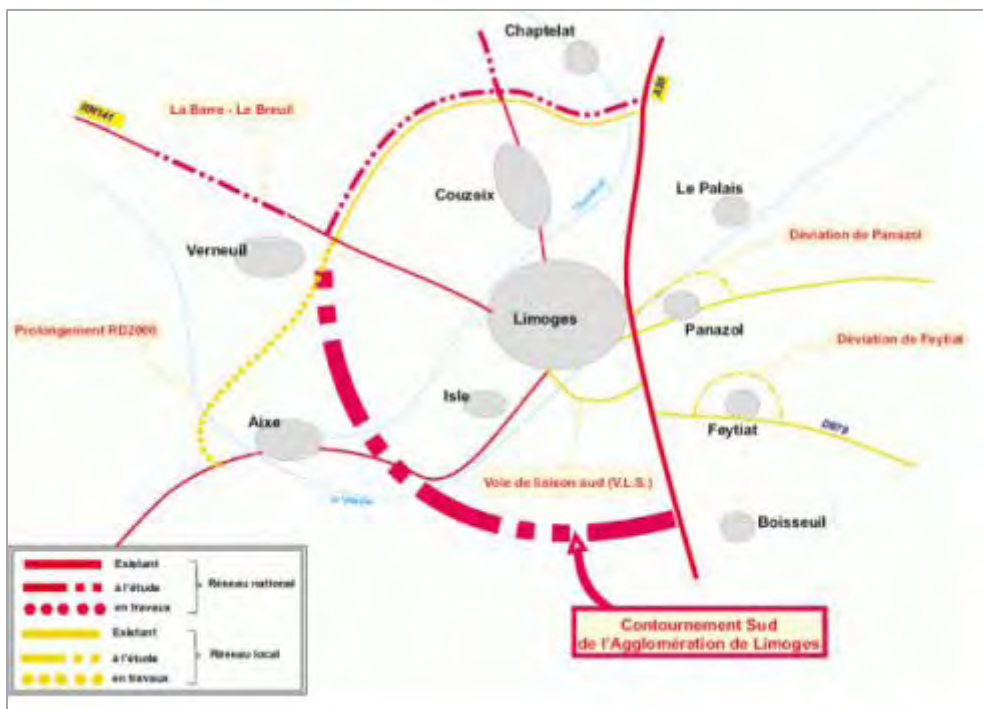 Chaptelat
A20
RN141
La Barre - Le Breuil
Couzeix
Le Palais
Verneuil
Déviation de Panazol
Limoges
Panazol
Prolongement RD2000
Déviation de Feytiat
Isle
Aixe
Feytiat
D979
Voie de liaison sud (V.L.S.)
Boisseuil
Existant
à l'étude
en travaux
Réseau national
Existant
à l'étude
en travaux
Réseau local
Contournement Sud
de l'Agglomération de Limoges